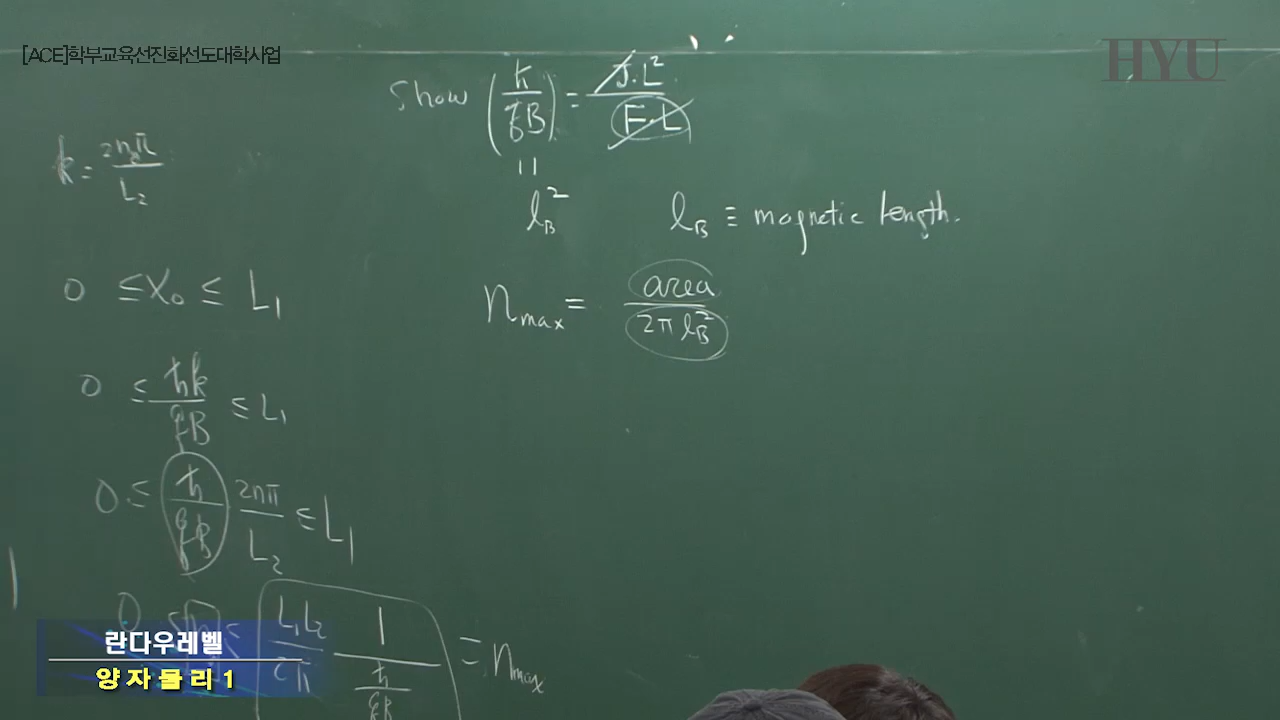 [ACE]학부교육선진화선도대학사업
HYU
Show (ħ/qB) = J·L²/F·L
k = 2nπ/L₂
=
l_B²
l_B ≡ magnetic length.
0 ≤ X₀ ≤ L₁
n_max = area/2π l_B²
0 ≤ ħk/qB ≤ L₁
0 ≤ ħ/qB 2nπ/L₂ ≤ L₁
L₁L₂/2π 1/(ħ/qB) = n_max
란다우레벨
양자물리1